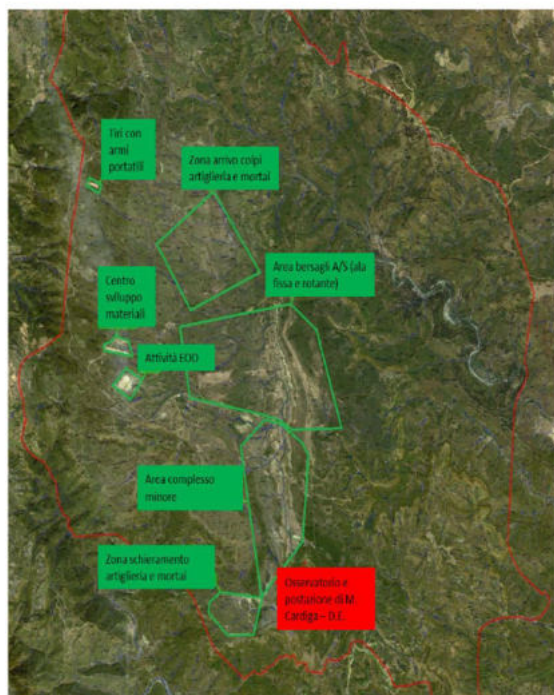 Tiri con
armi
portatili
Zona arrivo colpi
artiglieria e mortai
Area bersagli A/S (ala
fissa e rotante)
Centro
sviluppo
materiali
Attività EOD
Area complesso
minore
Zona schieramento
artiglieria e mortai
Osservatorio e
postazione di M.
Cardiga – D.E.